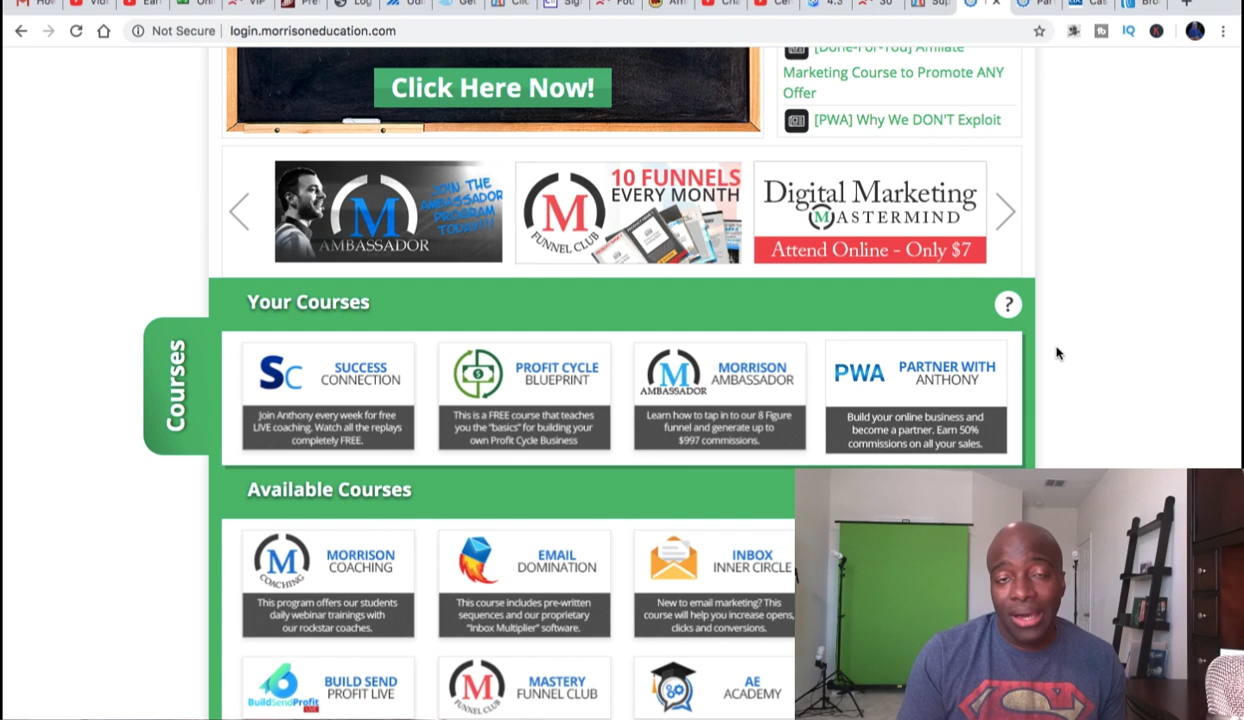 Not Secure
login.morrisoneducation.com
Click Here Now!
[Done-For-You] Affiliate
Marketing Course to Promote ANY
Offer
[PWA] Why We DON'T Exploit
JOIN THE
AMBASSADOR
PROGRAM
TODAY!!!
M
AMBASSADOR
10 FUNNELS
EVERY MONTH
M
FUNNEL CLUB
Digital Marketing
MASTERMIND
Attend Online - Only $7
Your Courses
?
Courses
SC
SUCCESS
CONNECTION
Join Anthony every week for free
LIVE coaching. Watch all the replays
completely FREE.
$
PROFIT CYCLE
BLUEPRINT
This is a FREE course that teaches
you the "basics" for building your
own Profit Cycle Business
M
AMBASSADOR
MORRISON
AMBASSADOR
Learn how to tap in to our 8 Figure
funnel and generate up to
$997 commissions.
PWA
PARTNER WITH
ANTHONY
Build your online business and
become a partner. Earn 50%
commissions on all your sales.
Available Courses
M
COACHING
MORRISON
COACHING
This program offers our students
daily webinar trainings with
our rockstar coaches.
EMAIL
DOMINATION
This course includes pre-written
sequences and our proprietary
"Inbox Multiplier" software.
INBOX
INNER CIRCLE
New to email marketing? This
course will help you increase opens,
clicks and conversions.
BuildSendProfit
LIVE
BUILD SEND
PROFIT LIVE
M
FUNNEL CLUB
MASTERY
FUNNEL CLUB
AE
ACADEMY